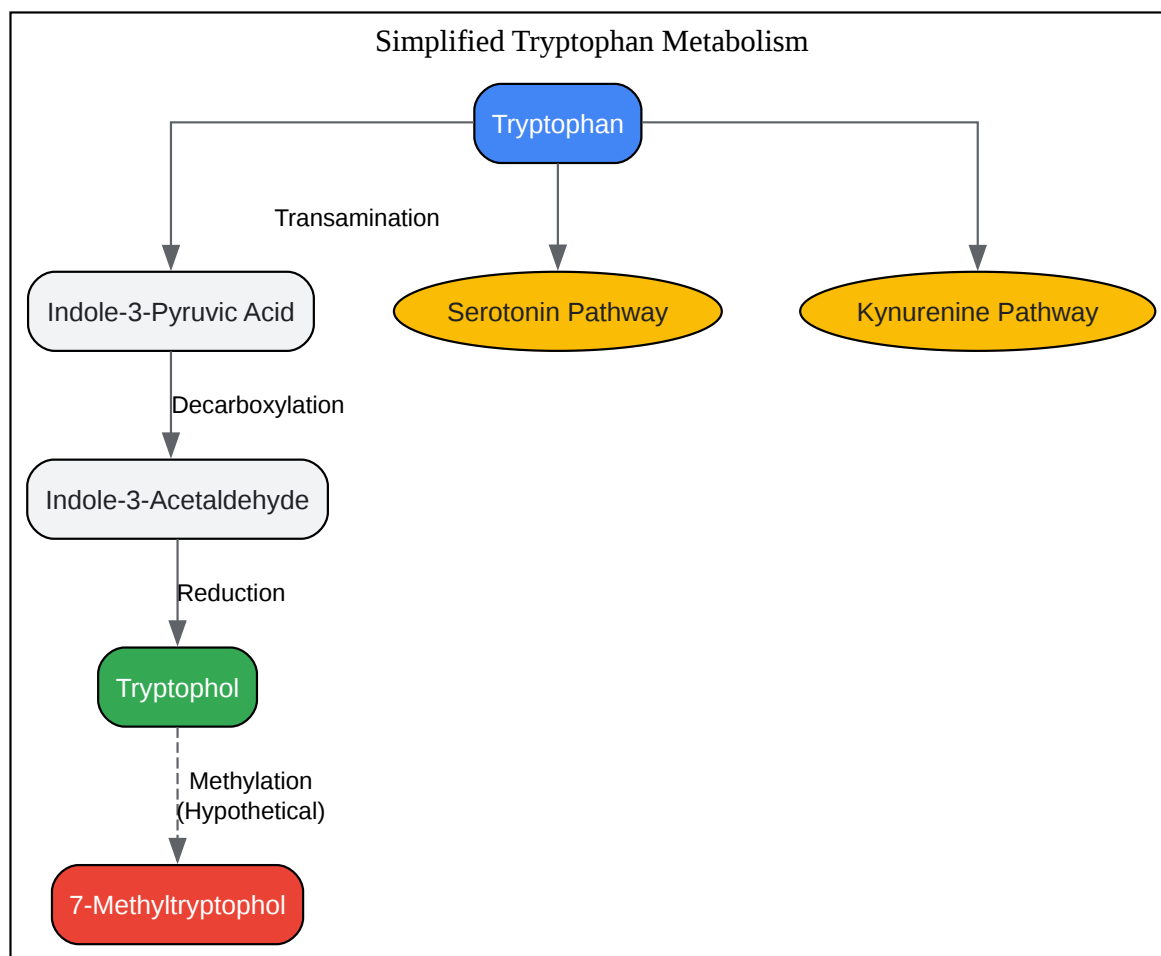 Simplified Tryptophan Metabolism
Tryptophan
Transamination
Indole-3-Pyruvic Acid
Serotonin Pathway
Kynurenine Pathway
Decarboxylation
Indole-3-Acetaldehyde
Reduction
Tryptophol
Methylation
(Hypothetical)
7-Methyltryptophol